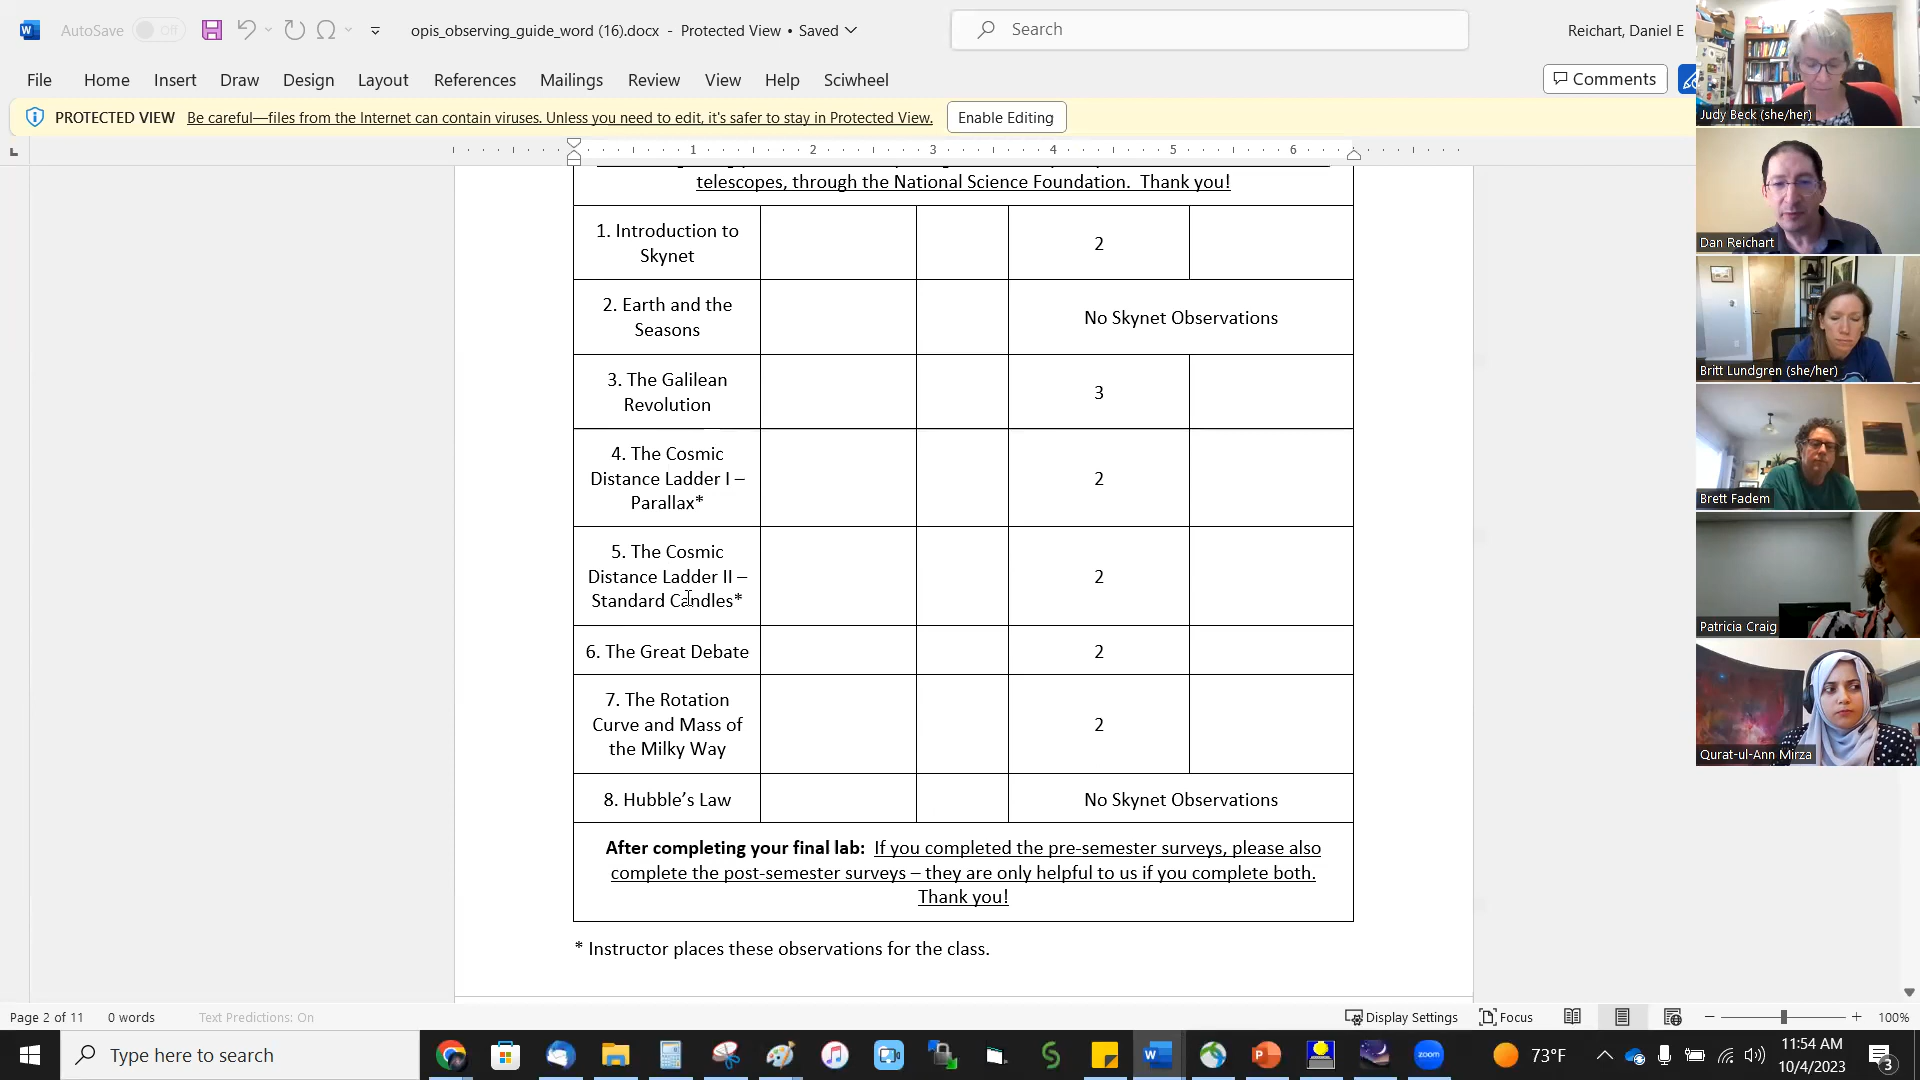 AutoSave Off opis_observing_guide_word (16).docx - Protected View • Saved Search Reichart, Daniel E
File Home Insert Draw Design Layout References Mailings Review View Help Sciwheel Comments
PROTECTED VIEW Be careful—files from the Internet can contain viruses. Unless you need to edit, it's safer to stay in Protected View. Enable Editing
1 2 3 4 5 6
telescopes, through the National Science Foundation. Thank you!
1. Introduction to
Skynet
2
2. Earth and the
Seasons
No Skynet Observations
3. The Galilean
Revolution
3
4. The Cosmic
Distance Ladder I –
Parallax*
2
5. The Cosmic
Distance Ladder II –
Standard Candles*
2
6. The Great Debate
2
7. The Rotation
Curve and Mass of
the Milky Way
2
8. Hubble's Law
No Skynet Observations
After completing your final lab: If you completed the pre-semester surveys, please also
complete the post-semester surveys – they are only helpful to us if you complete both.
Thank you!
* Instructor places these observations for the class.
Judy Beck (she/her)
Dan Reichart
Britt Lundgren (she/her)
Brett Fadem
Patricia Craig
Qurat-ul-Ann Mirza
Page 2 of 11 0 words Text Predictions: On Display Settings Focus 100%
Type here to search zoom 73°F 11:54 AM
10/4/2023 3